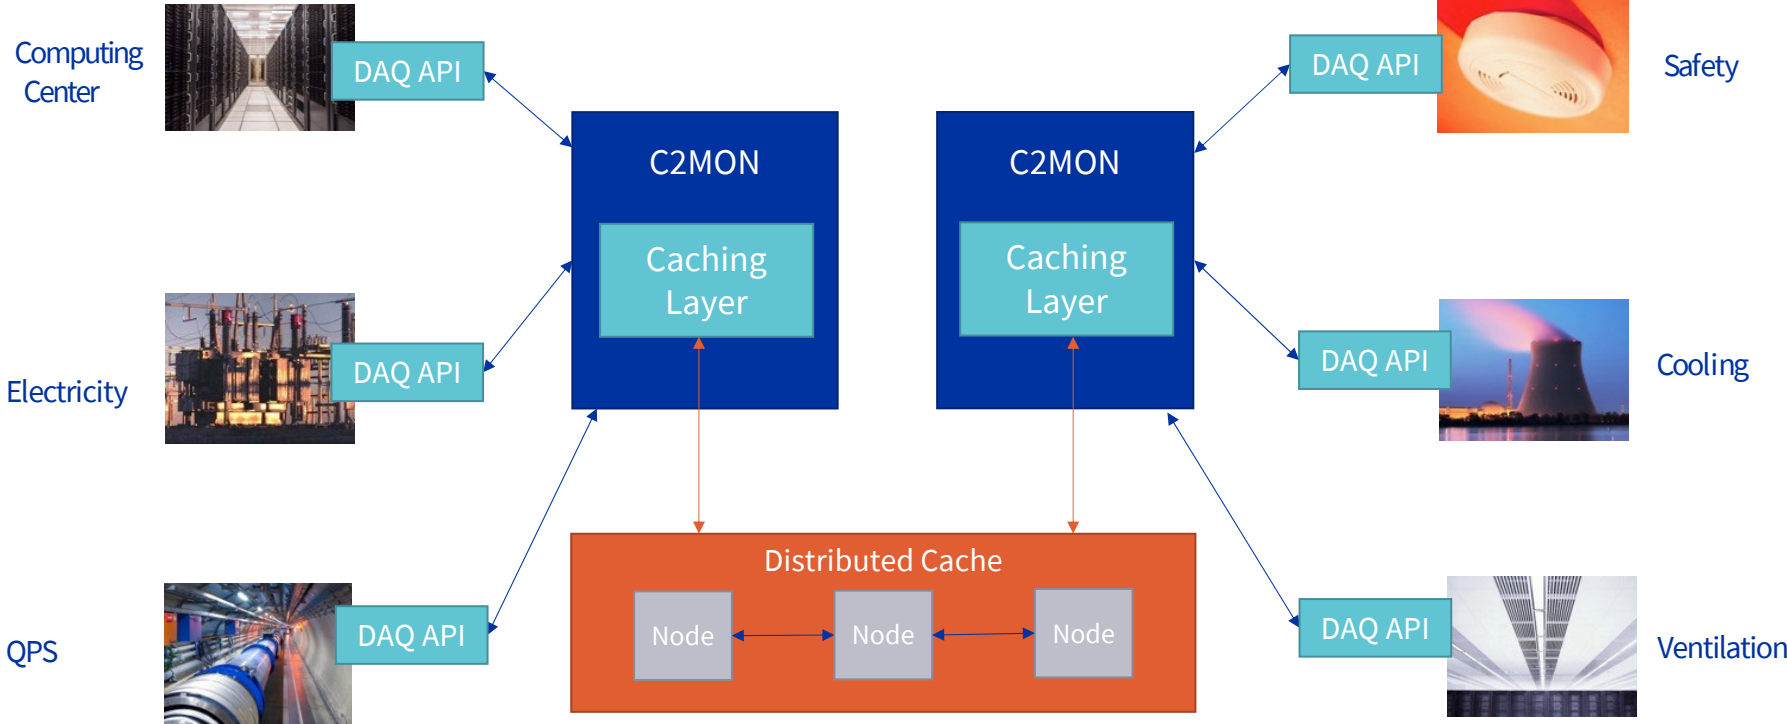 Computing
Center
DAQ API
DAQ API
Safety
C2MON
Caching
Layer
C2MON
Caching
Layer
Electricity
DAQ API
DAQ API
Cooling
QPS
DAQ API
Distributed Cache
Node
Node
Node
DAQ API
Ventilation